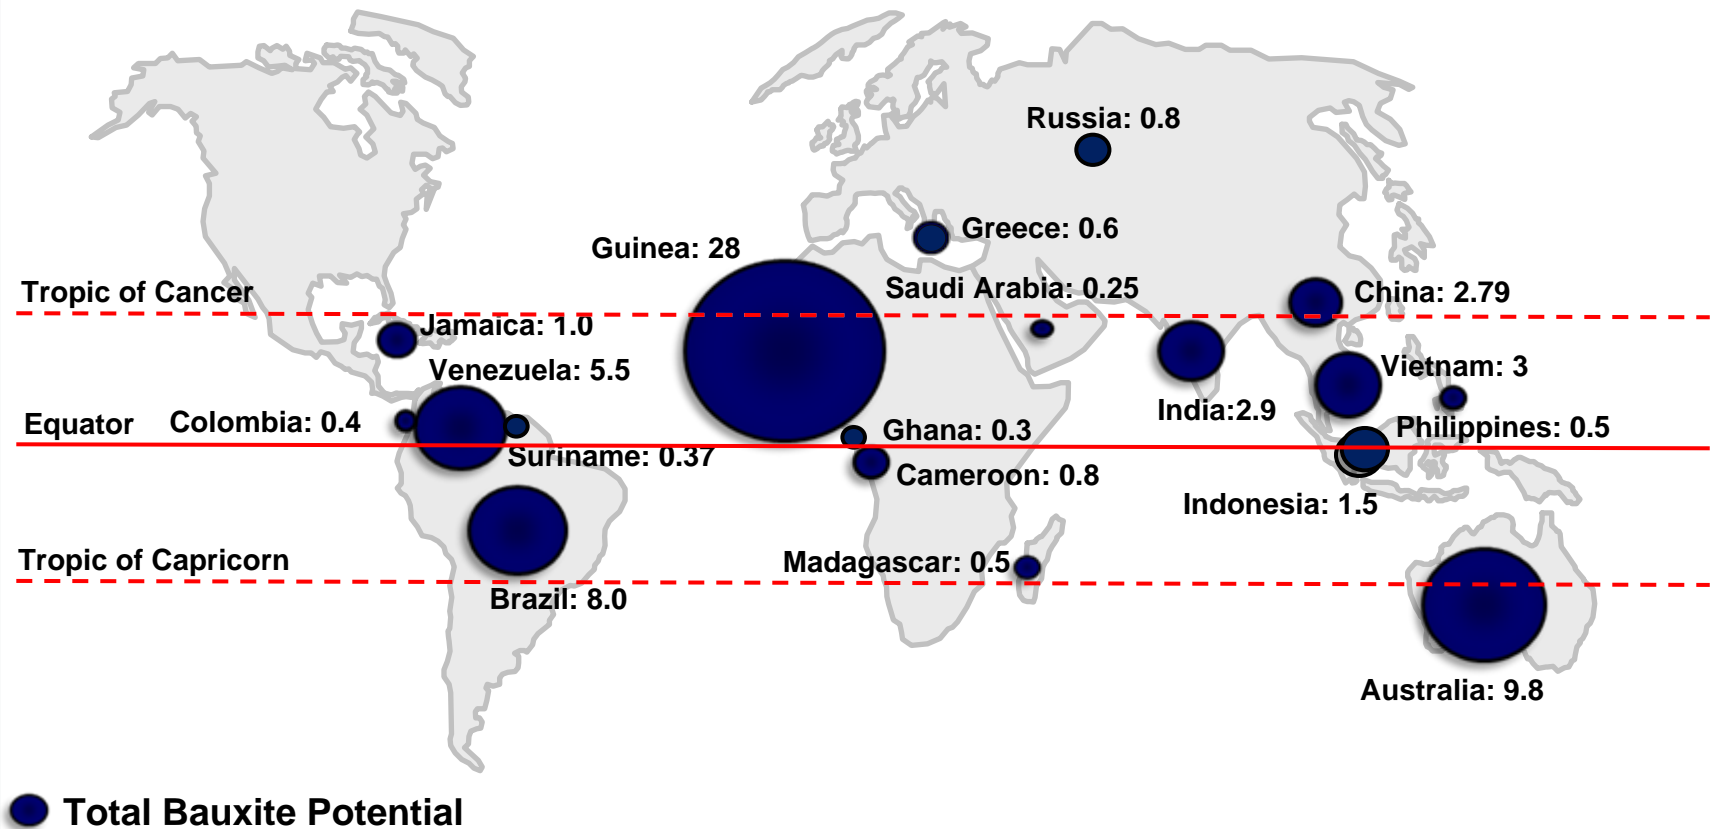 Russia: 0.8
Greece: 0.6
Guinea: 28
Saudi Arabia: 0.25
China: 2.79
Tropic of Cancer
Jamaica: 1.0
Venezuela: 5.5
Vietnam: 3
India:2.9
Equator
Colombia: 0.4
Ghana: 0.3
Philippines: 0.5
Suriname: 0.37
Cameroon: 0.8
Indonesia: 1.5
Tropic of Capricorn
Madagascar: 0.5
Brazil: 8.0
Australia: 9.8
Total Bauxite Potential